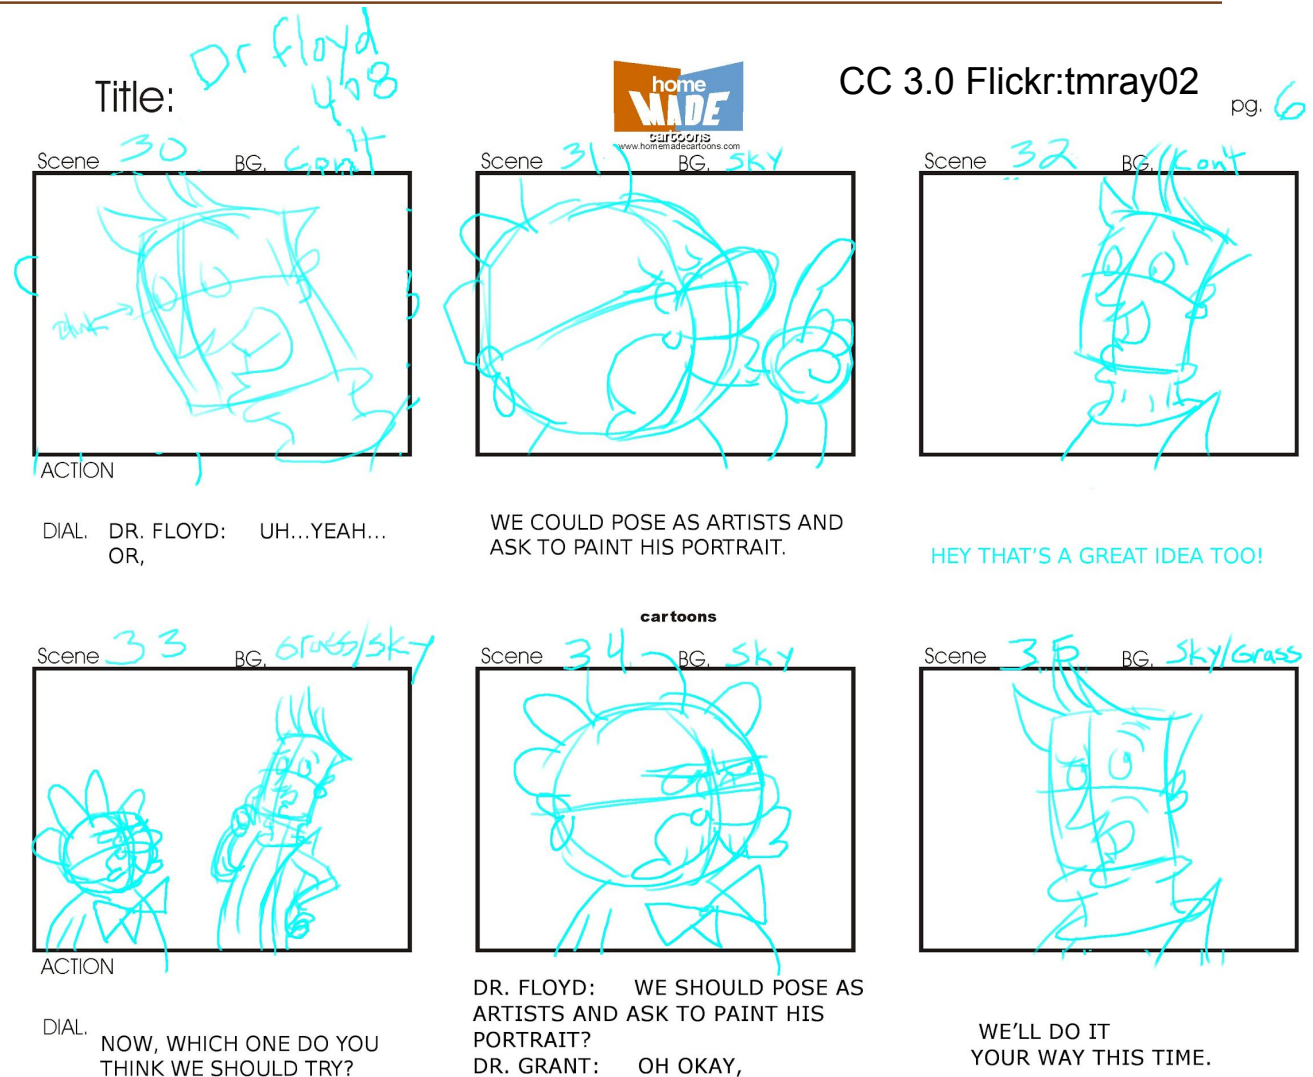 Dr floyd
408
Title:
home
MADE
cartoons
www.homemadecartoons.com
CC 3.0 Flickr:tmray02
pg. 6
Scene 30 BG. Con't
Scene 31 BG. SKY
Scene 32 BG. Cont
Blink
ACTION
DIAL. DR. FLOYD: UH...YEAH...
OR,
WE COULD POSE AS ARTISTS AND
ASK TO PAINT HIS PORTRAIT.
HEY THAT'S A GREAT IDEA TOO!
cartoons
Scene 33 BG. Grass/sky
Scene 34 BG. Sky
Scene 35 BG. Sky/Grass
ACTION
DIAL.
NOW, WHICH ONE DO YOU
THINK WE SHOULD TRY?
DR. FLOYD: WE SHOULD POSE AS
ARTISTS AND ASK TO PAINT HIS
PORTRAIT?
DR. GRANT: OH OKAY,
WE'LL DO IT
YOUR WAY THIS TIME.